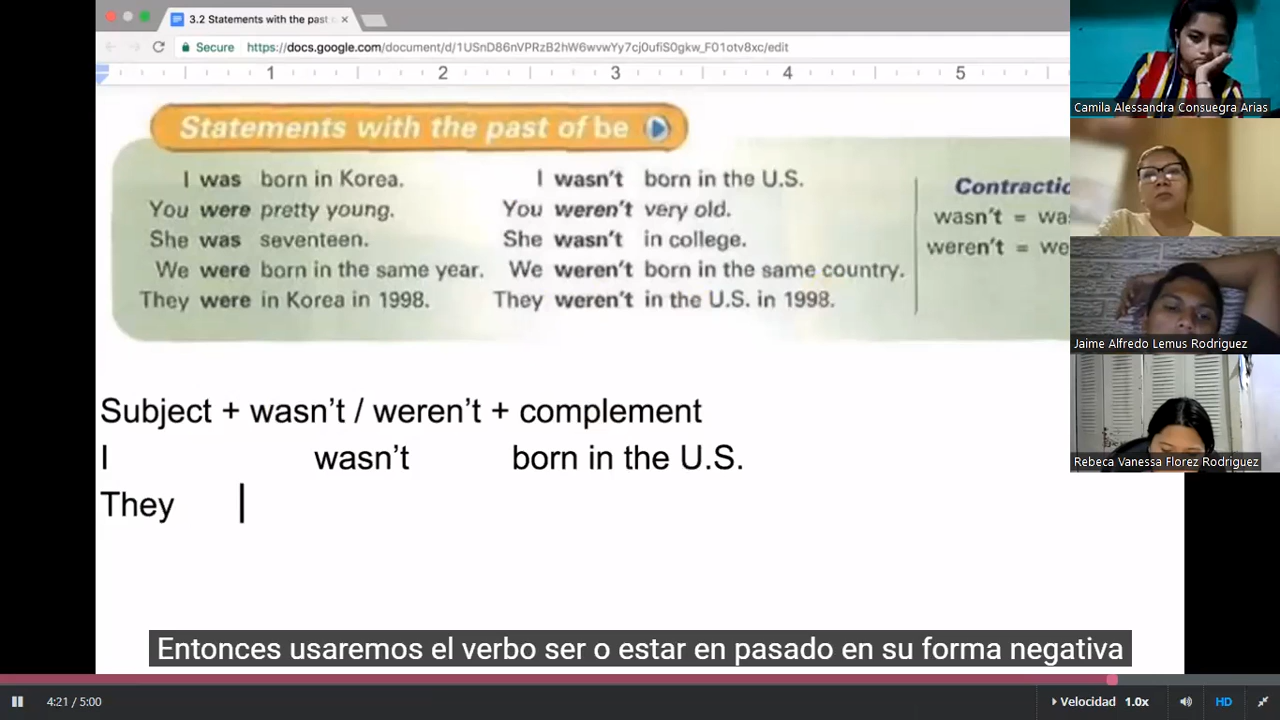 3.2 Statements with the past
Secure https://docs.google.com/document/d/1USnD86nVPRzB2hW6wvwYy7cj0ufiS0gkw_F01otv8xc/edit
1 2 3 4 5
Statements with the past of be
I was born in Korea. I wasn't born in the U.S.
You were pretty young. You weren't very old.
She was seventeen. She wasn't in college.
We were born in the same year. We weren't born in the same country.
They were in Korea in 1998. They weren't in the U.S. in 1998.
Contractio
wasn't = wa
weren't = we
Subject + wasn't / weren't + complement
I wasn't born in the U.S.
They
Entonces usaremos el verbo ser o estar en pasado en su forma negativa
4:21 / 5:00
Velocidad 1.0x
HD
Camila Alessandra Consuegra Arias
Jaime Alfredo Lemus Rodriguez
Rebeca Vanessa Florez Rodriguez